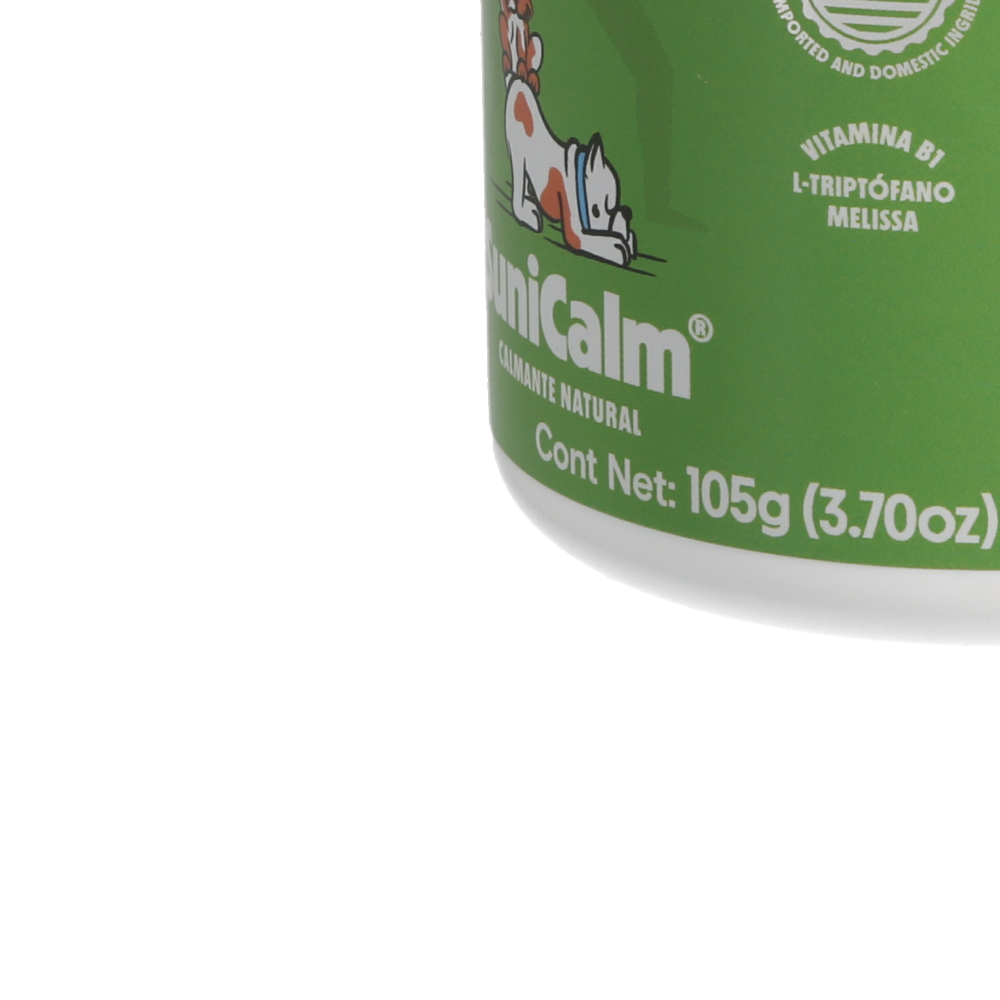 IMPORTED AND DOMESTIC
VITAMINA B1
L-TRIPTÓFANO
MELISSA
uniCalm®
CALMANTE NATURAL
Cont Net: 105g (3.70oz)